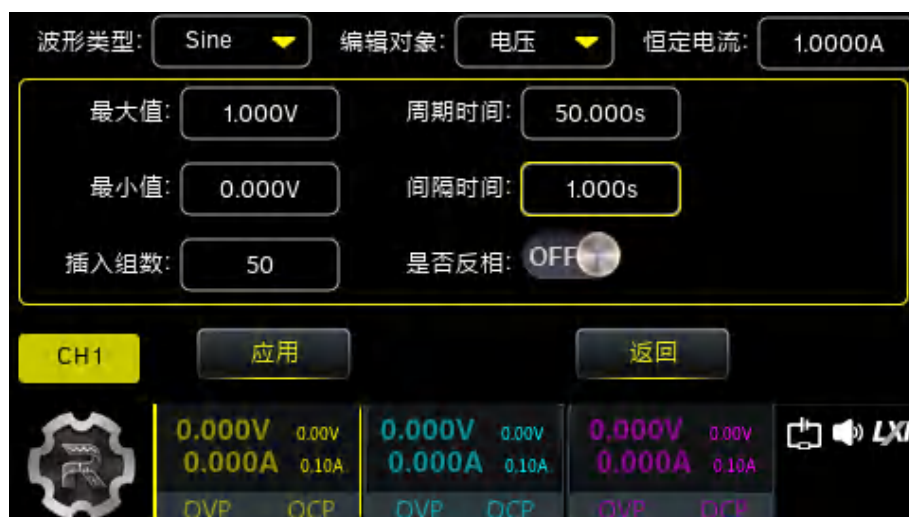 波形类型: Sine 编辑对象: 电压 恒定电流: 1.0000A
最大值: 1.000V 周期时间: 50.000s
最小值: 0.000V 间隔时间: 1.000s
插入组数: 50 是否反相: OFF
CH1 应用 返回
0.000V 0.00V 0.000V 0.00V 0.000V 0.00V
0.000A 0.10A 0.000A 0.10A 0.000A 0.10A
OVP OCP OVP OCP OVP OCP
LXI